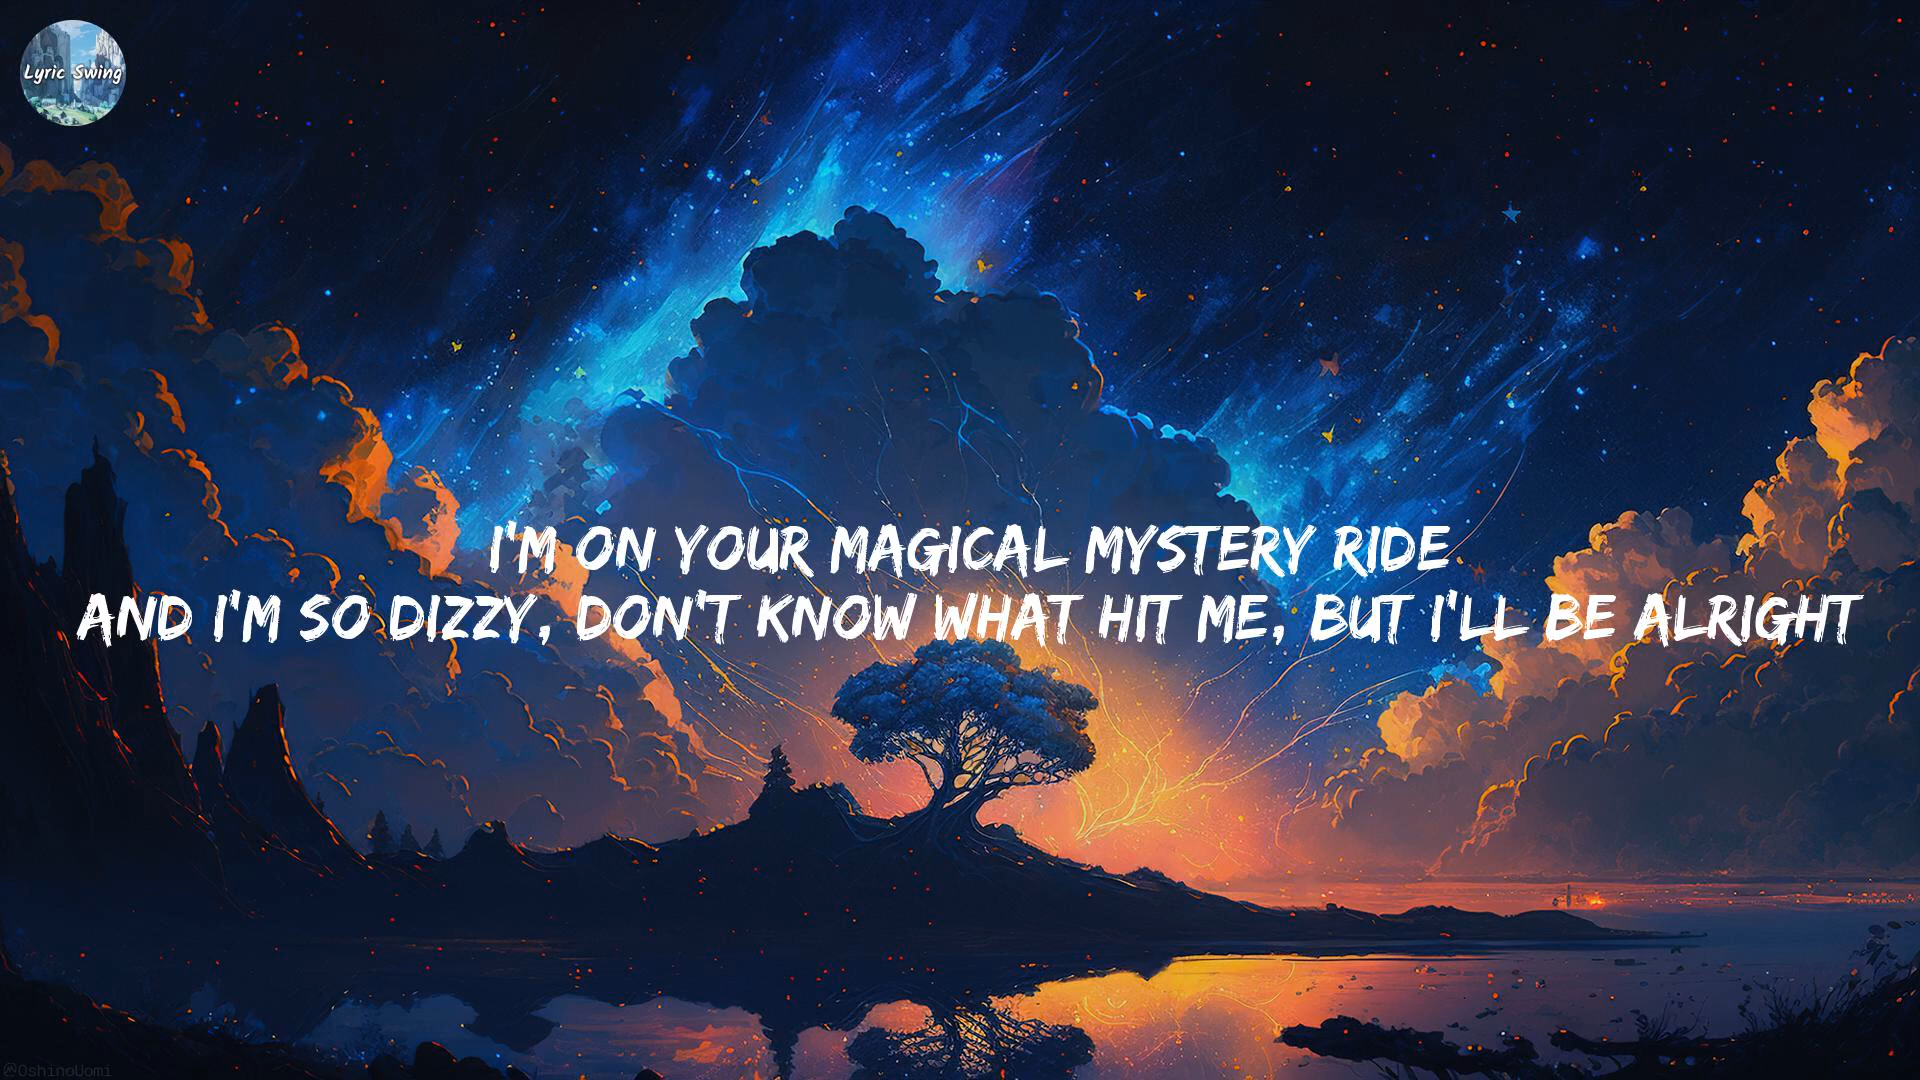 Lyric Swing
I'M ON YOUR MAGICAL MYSTERY RIDE
AND I'M SO DIZZY, DON'T KNOW WHAT HIT ME, BUT I'LL BE ALRIGHT
@OshinoUomi